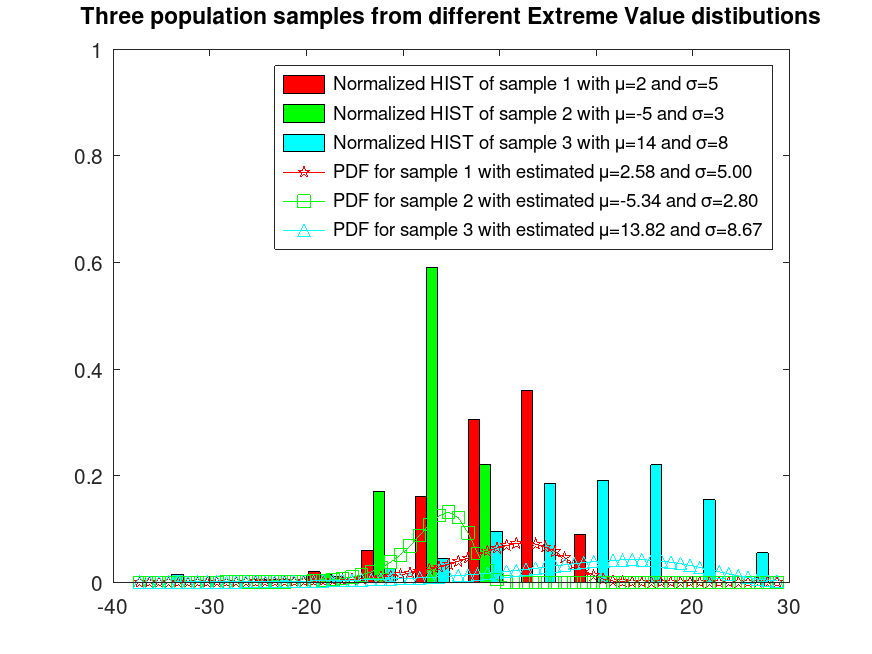 Three population samples from different Extreme Value distibutions
1
0.8
0.6
0.4
0.2
0
Normalized HIST of sample 1 with μ=2 and σ=5
Normalized HIST of sample 2 with μ=-5 and σ=3
Normalized HIST of sample 3 with μ=14 and σ=8
PDF for sample 1 with estimated μ=2.58 and σ=5.00
PDF for sample 2 with estimated μ=-5.34 and σ=2.80
PDF for sample 3 with estimated μ=13.82 and σ=8.67
-40 -30 -20 -10 0 10 20 30